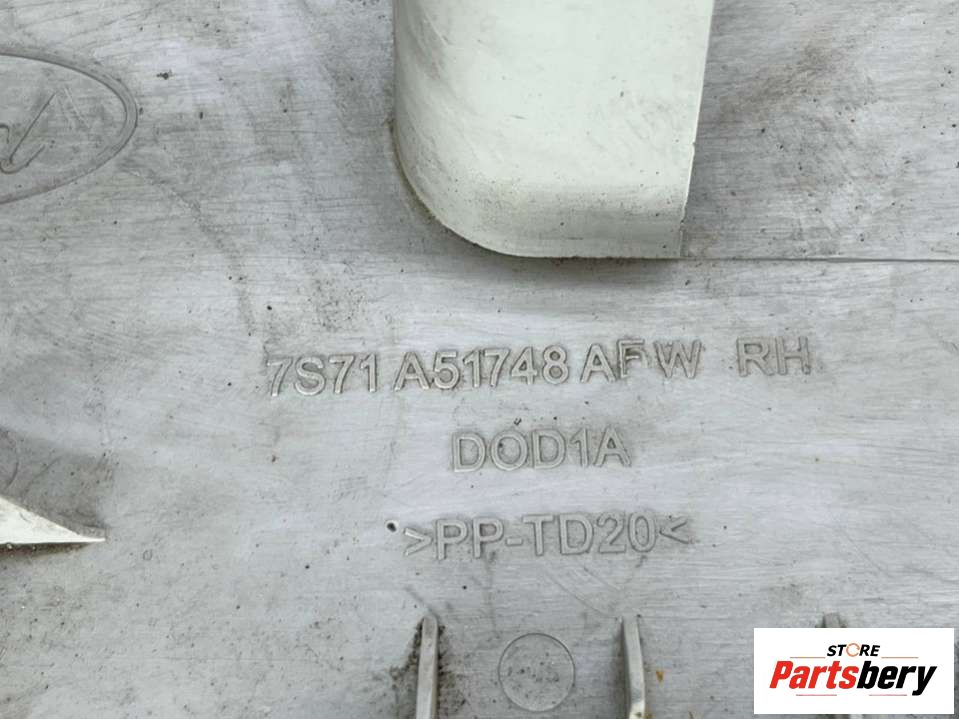 7S71 A51748 AFW RH
DOD1A
>PP-TD20<
STORE
Partsbery